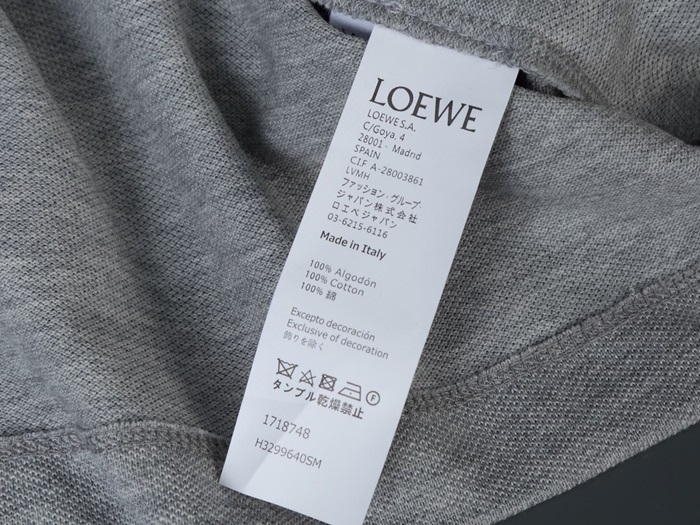 LOEWE
LOEWE S.A.
C/Goya, 4
28001 · Madnd
SPAIN
C.I.F. A-28003861
LVMH
ファッション・グループ・
ジャパン株式会社
ロエベジャパン
03-6215-6116
Made in Italy
100% Algodón
100% Cotton
100% 綿
Excepto decoración
Exclusive of decoration
飾りを除く
F
タンブル乾燥禁止
1718748
H3299640SM